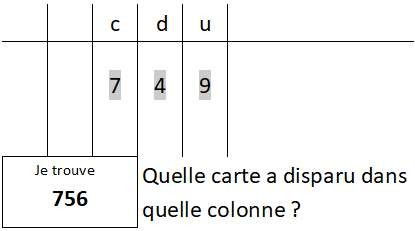 c d u
7 4 9
Je trouve
756
Quelle carte a disparu dans
quelle colonne ?